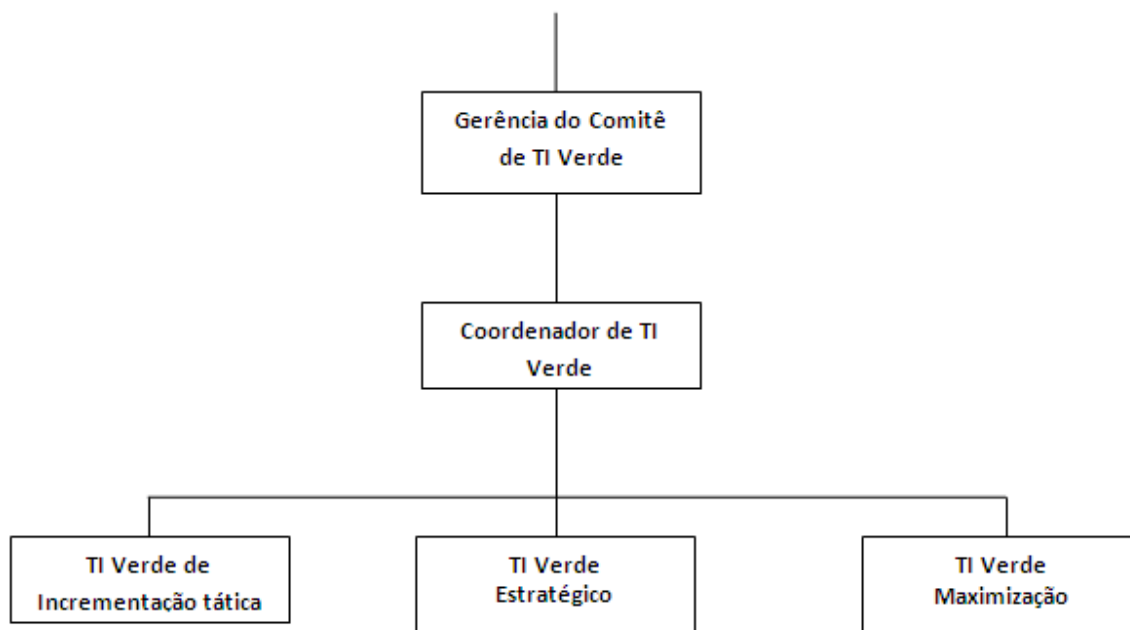 Gerência do Comitê
de TI Verde
Coordenador de TI
Verde
TI Verde de
Incrementação tática
TI Verde
Estratégico
TI Verde
Maximização